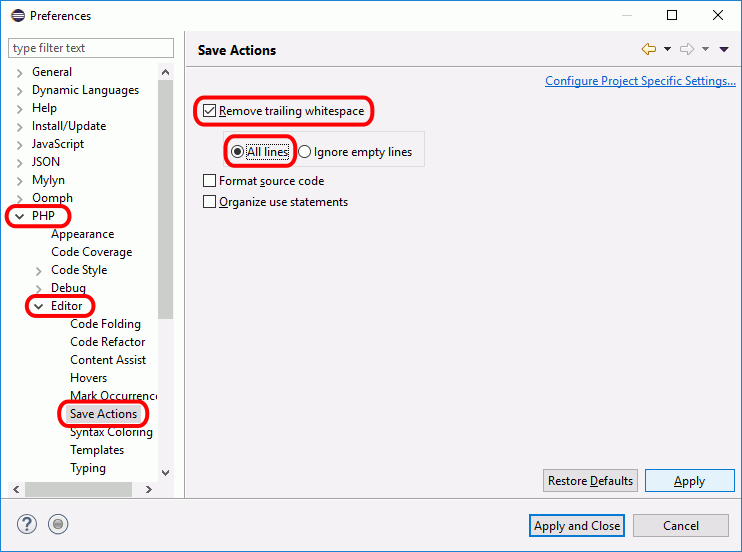 Preferences
type filter text
General
Dynamic Languages
Help
Install/Update
JavaScript
JSON
Mylyn
Oomph
PHP
Appearance
Code Coverage
Code Style
Debug
Editor
Code Folding
Code Refactor
Content Assist
Hovers
Mark Occurrenc
Save Actions
Syntax Coloring
Templates
Typing
Save Actions
Configure Project Specific Settings...
Remove trailing whitespace
All lines
Ignore empty lines
Format source code
Organize use statements
Restore Defaults
Apply
?
Apply and Close
Cancel